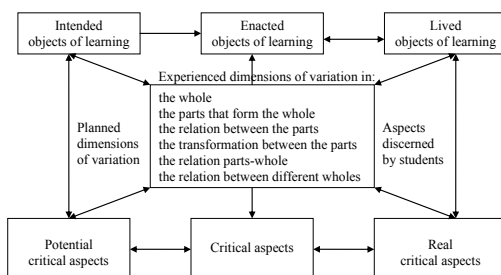 Intended
objects of learning
Enacted
objects of learning
Lived
objects of learning
Experienced dimensions of variation in:
the whole
the parts that form the whole
the relation between the parts
the transformation between the parts
the relation parts-whole
the relation between different wholes
Planned
dimensions
of variation
Aspects
discerned
by students
Potential
critical aspects
Critical aspects
Real
critical aspects